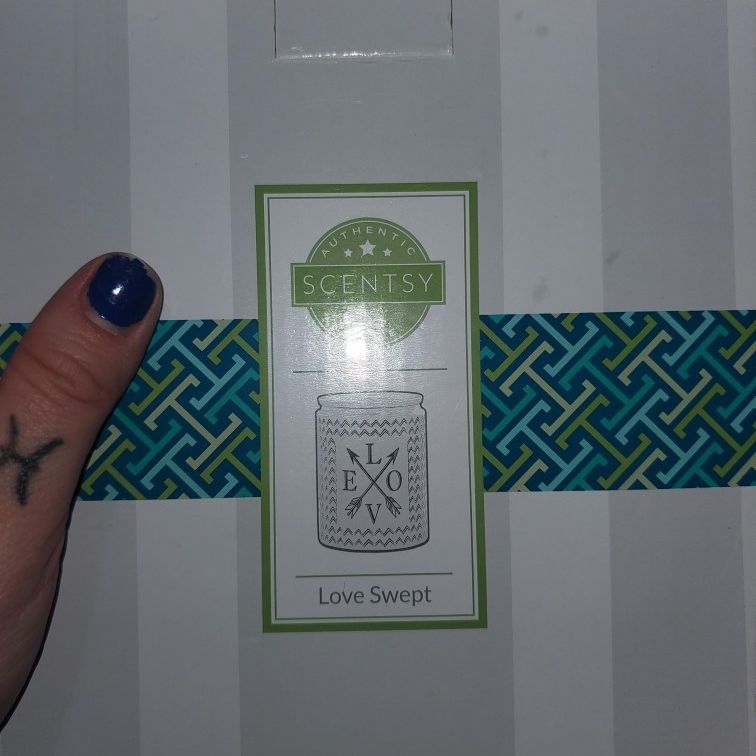 AUTHENTIC
SCENTSY
L
E O
V
Love Swept